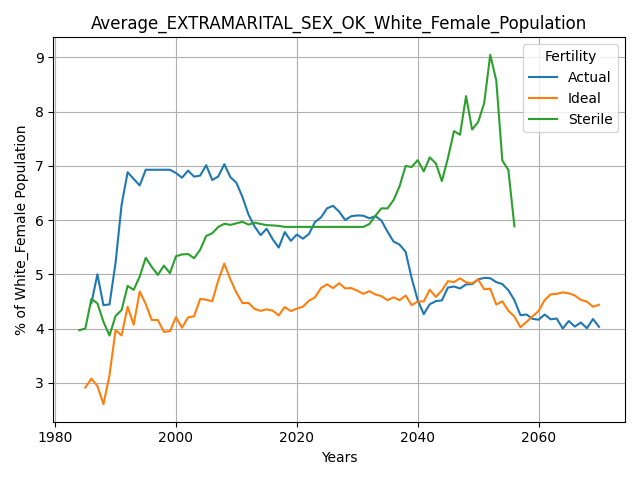 Average_EXTRAMARITAL_SEX_OK_White_Female_Population
Fertility
Actual
Ideal
Sterile
% of White_Female Population
9
8
7
6
5
4
3
1980
2000
2020
2040
2060
Years